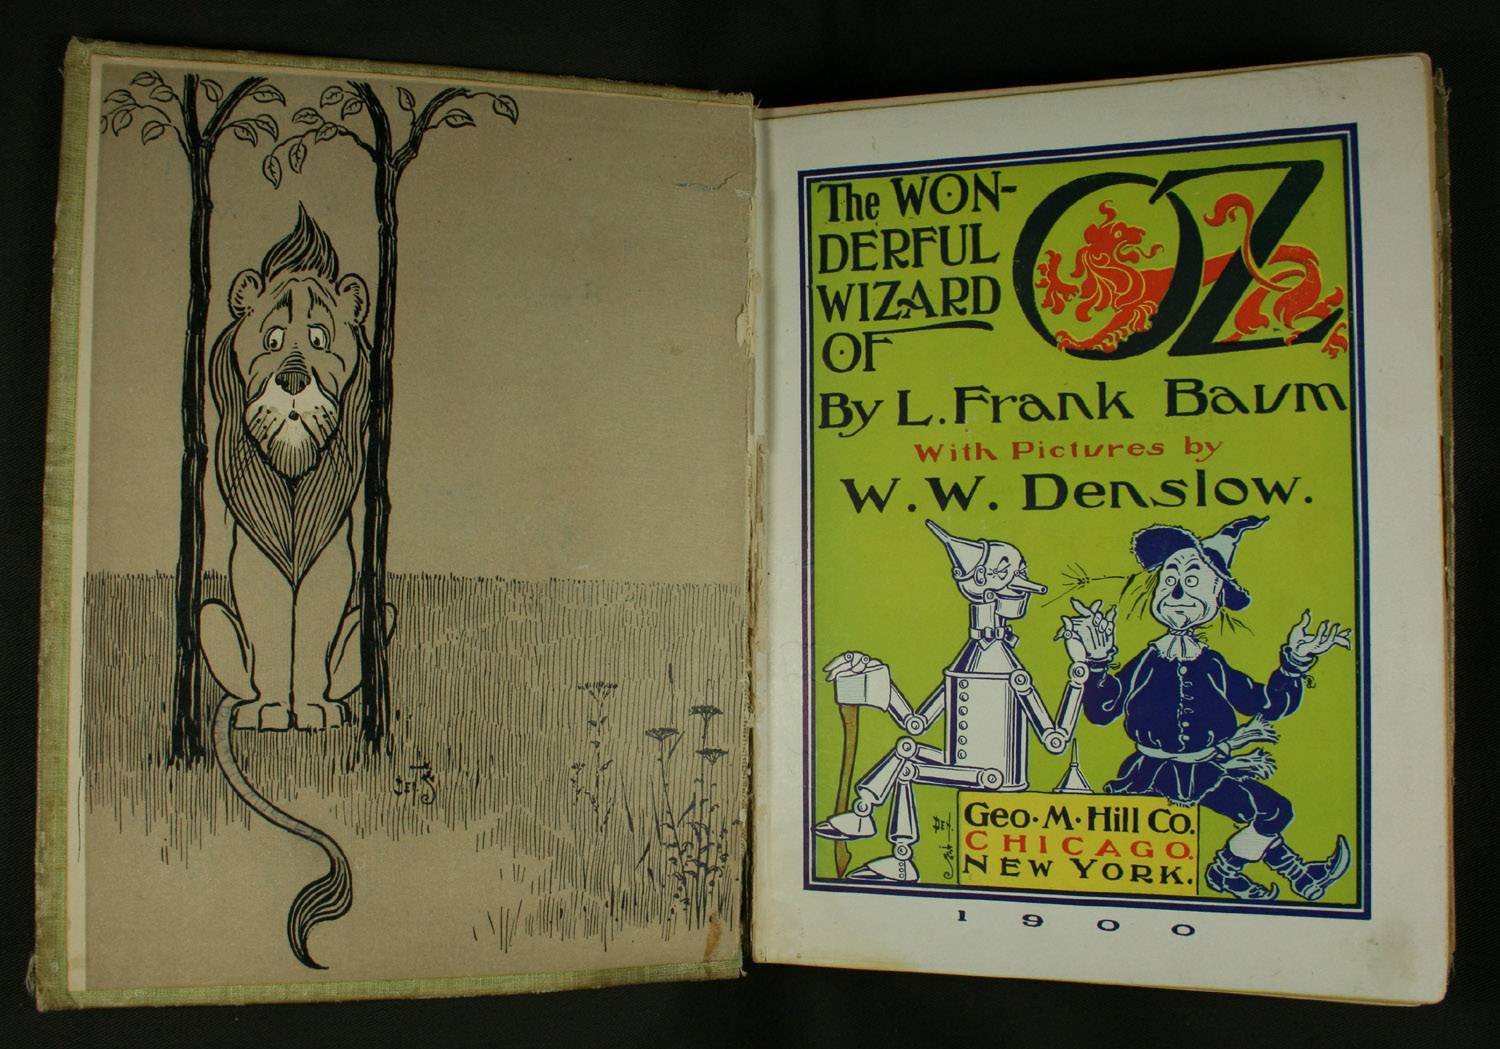 The WON-
DERFUL
WIZARD
OF
OZ
By L. Frank Baum
With Pictures by
W. W. Denslow.
Geo. M. Hill Co.
CHICAGO.
NEW YORK.
1900